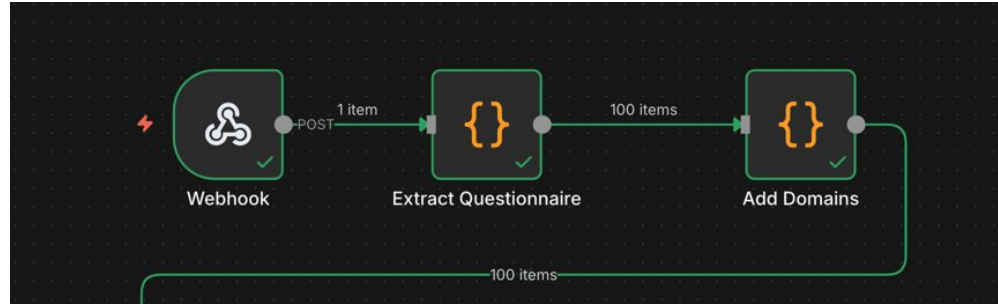 1 item
100 items
POST
Webhook
Extract Questionnaire
Add Domains
100 items